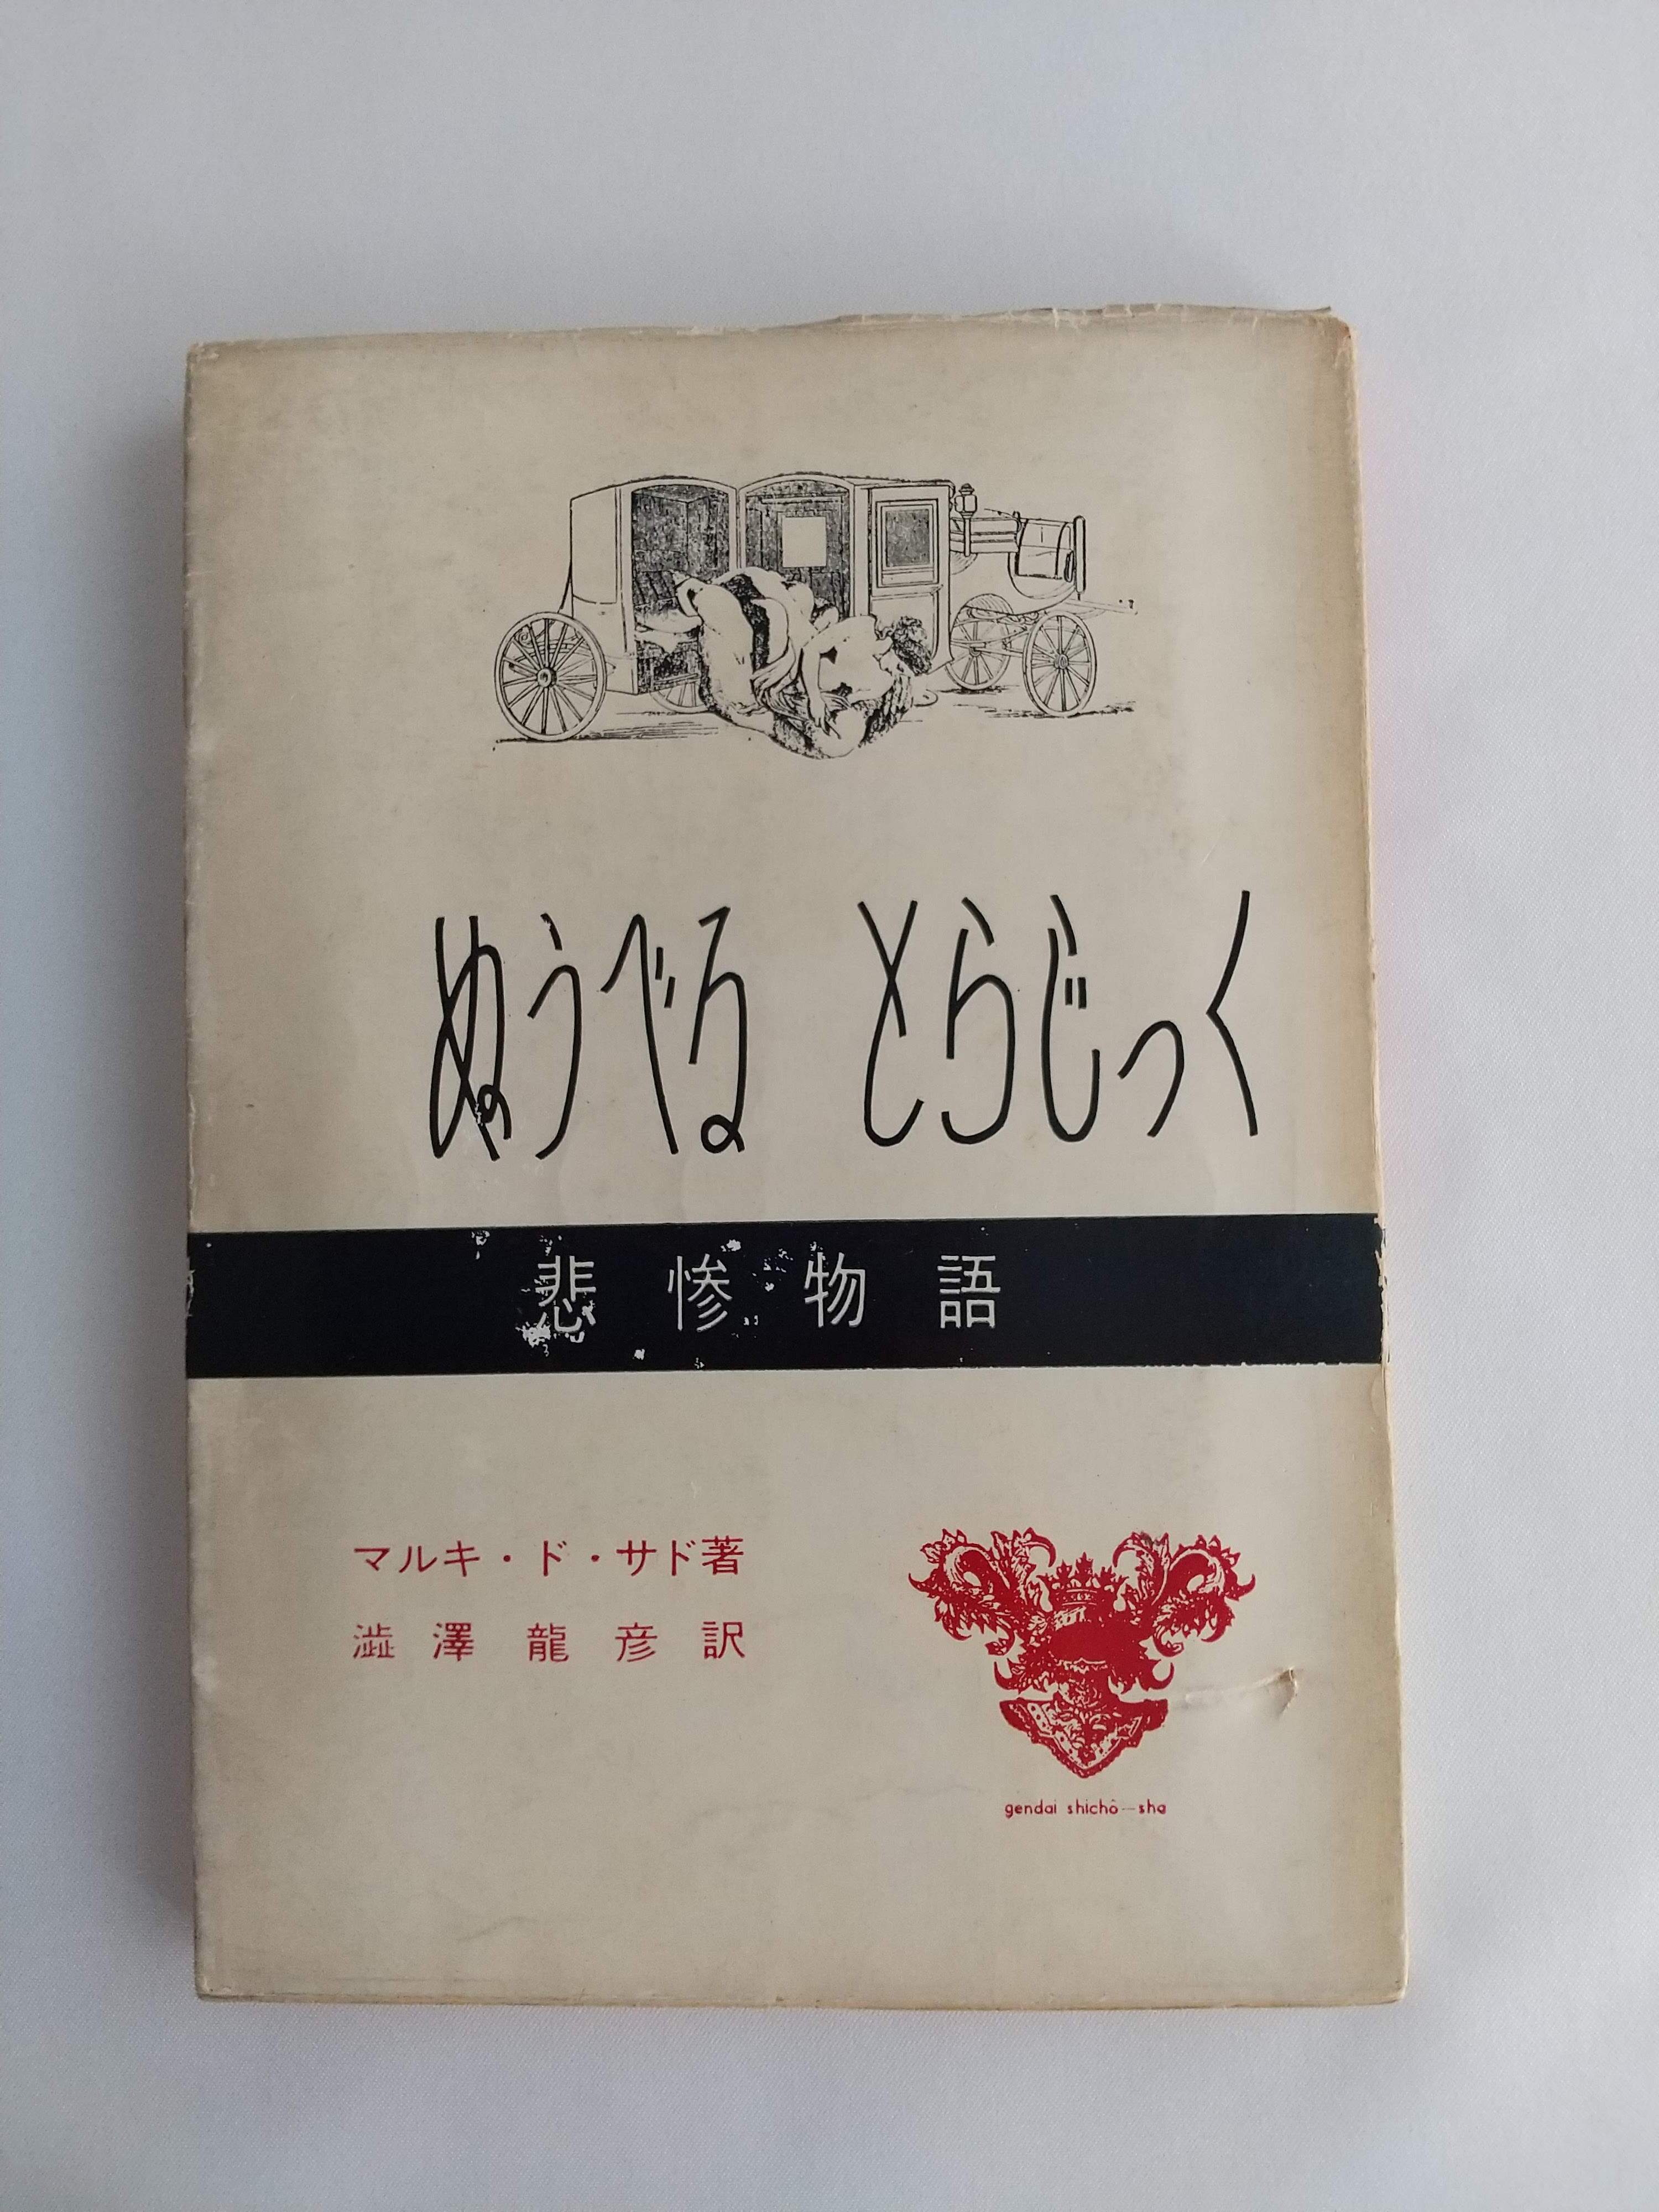 ぬうべる とらじっく
悲惨物語
マルキ・ド・サド著
澁澤龍彦訳
gendai shichô-sha